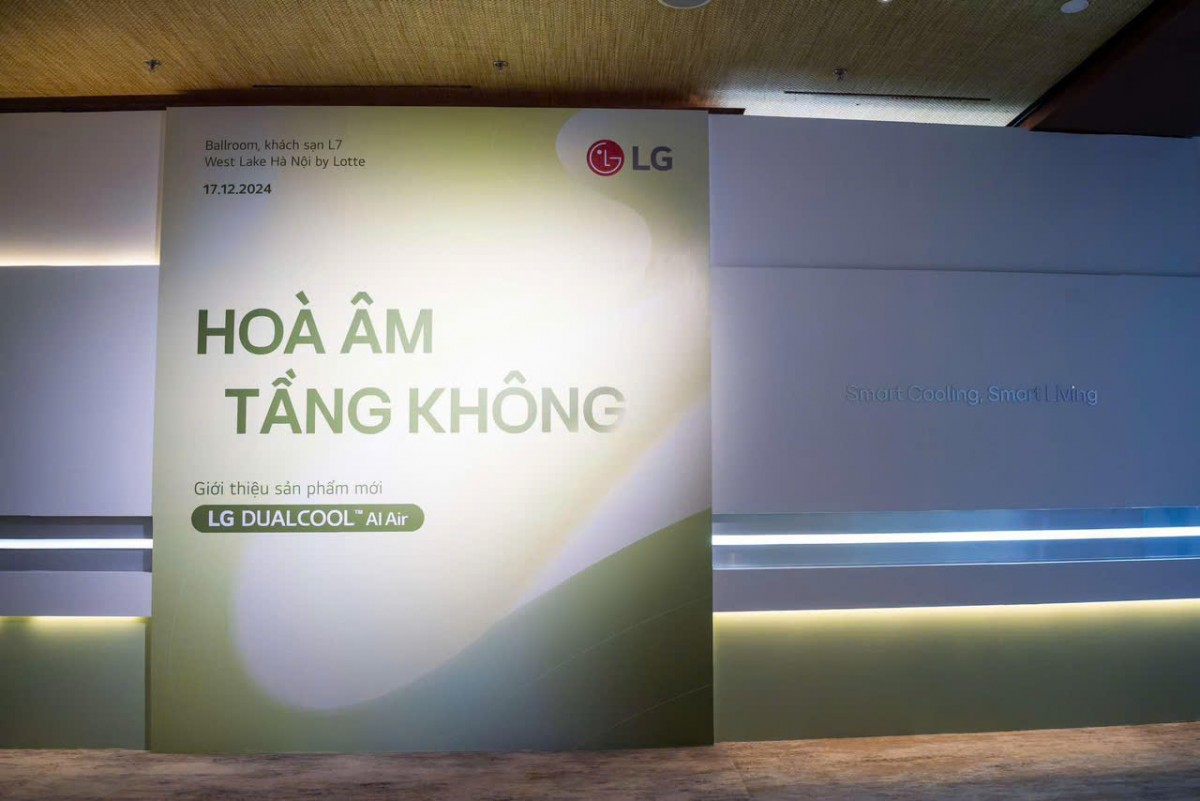 Ballroom, khách sạn L7
West Lake Hà Nội by Lotte
17.12.2024
LG
HOÀ ÂM
TẦNG KHÔNG
Giới thiệu sản phẩm mới
LG DUALCOOL™ AI Air
Smart Cooling, Smart Living